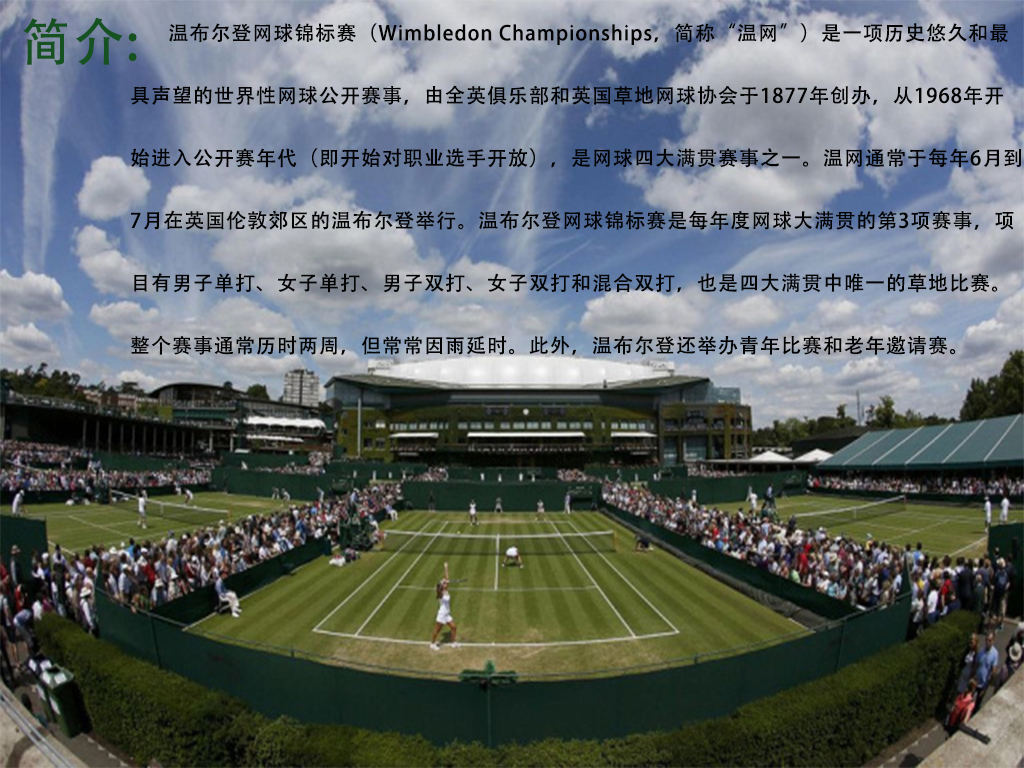 简介: 温布尔登网球锦标赛（Wimbledon Championships，简称“温网”）是一项历史悠久和最
具声望的世界性网球公开赛事，由全英俱乐部和英国草地网球协会于1877年创办，从1968年开
始进入公开赛年代（即开始对职业选手开放），是网球四大满贯赛事之一。温网通常于每年6月到
7月在英国伦敦郊区的温布尔登举行。温布尔登网球锦标赛是每年度网球大满贯的第3项赛事，项
目有男子单打、女子单打、男子双打、女子双打和混合双打，也是四大满贯中唯一的草地比赛。
整个赛事通常历时两周，但常常因雨延时。此外，温布尔登还举办青年比赛和老年邀请赛。